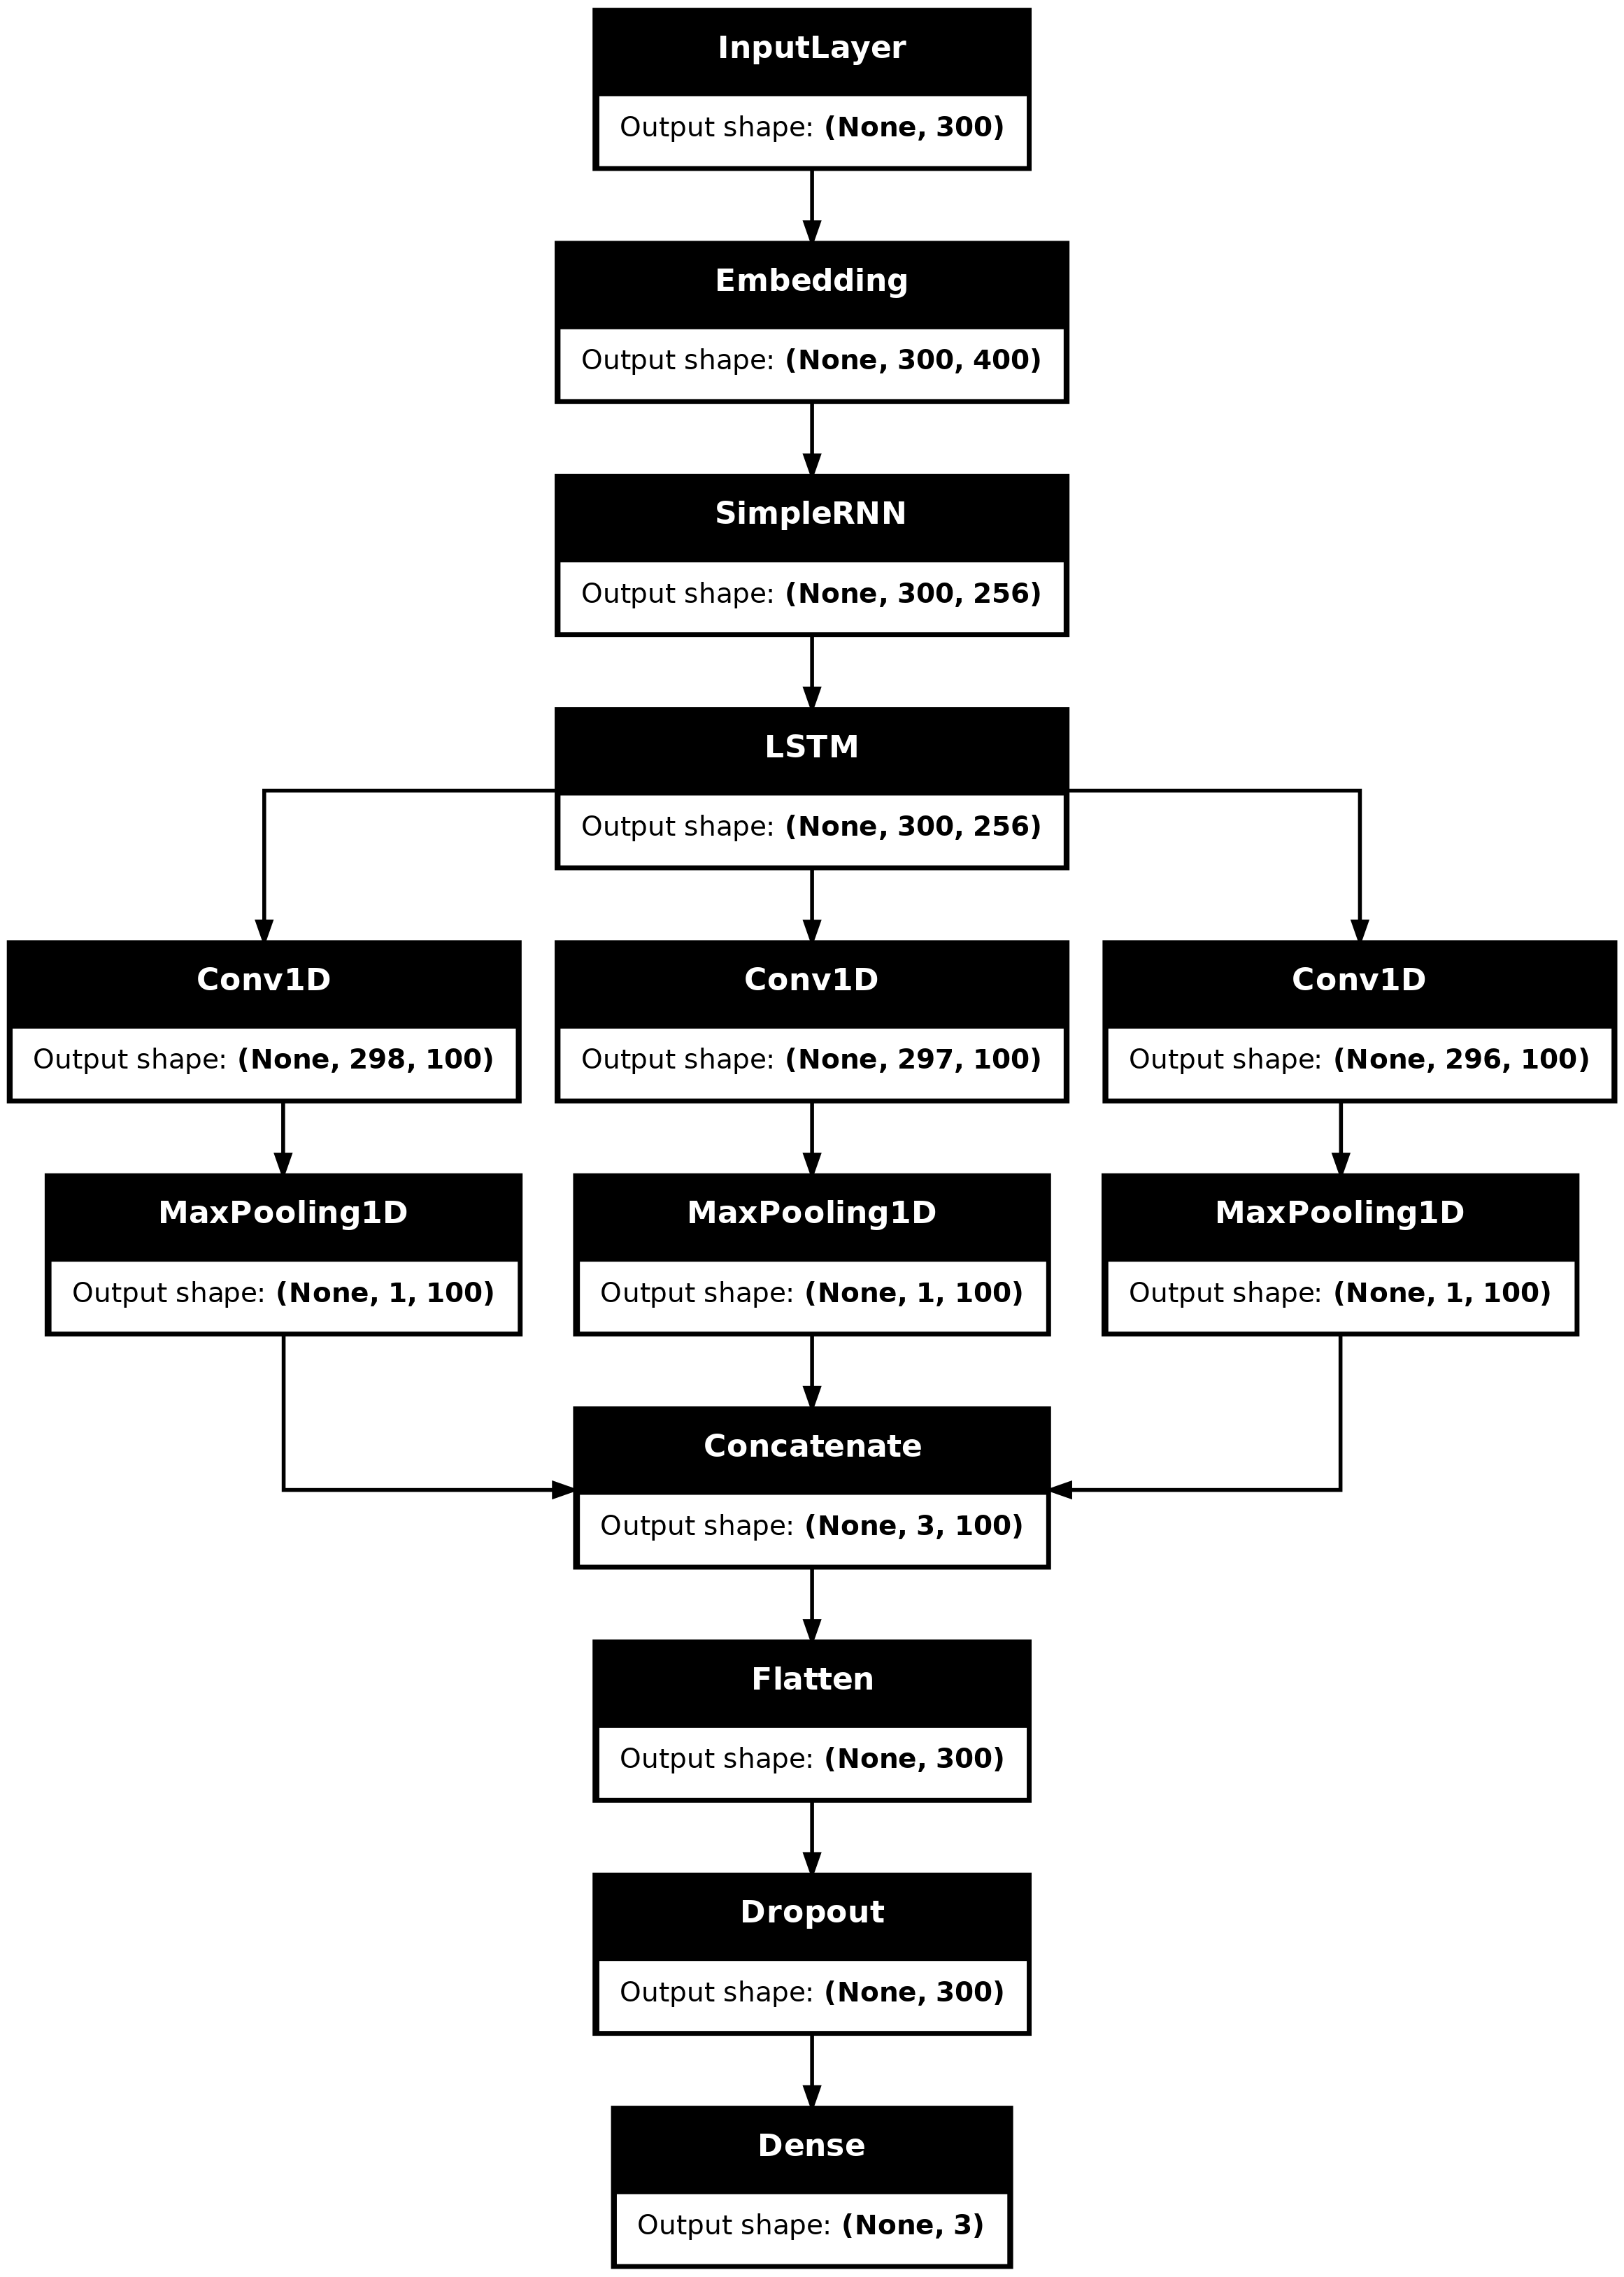 InputLayer
Output shape: (None, 300)
Embedding
Output shape: (None, 300, 400)
SimpleRNN
Output shape: (None, 300, 256)
LSTM
Output shape: (None, 300, 256)
Conv1D
Output shape: (None, 298, 100)
Conv1D
Output shape: (None, 297, 100)
Conv1D
Output shape: (None, 296, 100)
MaxPooling1D
Output shape: (None, 1, 100)
MaxPooling1D
Output shape: (None, 1, 100)
MaxPooling1D
Output shape: (None, 1, 100)
Concatenate
Output shape: (None, 3, 100)
Flatten
Output shape: (None, 300)
Dropout
Output shape: (None, 300)
Dense
Output shape: (None, 3)